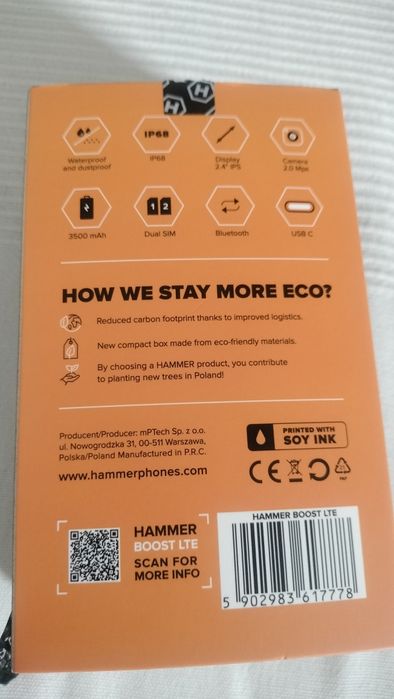 Waterproof
and dustproof
IP68
IP68
Display
2.4" IPS
Camera
2.0 Mpx
3500 mAh
1 2
Dual SIM
Bluetooth
USB C
HOW WE STAY MORE ECO?
Reduced carbon footprint thanks to improved logistics.
New compact box made from eco-friendly materials.
By choosing a HAMMER product, you contribute
to planting new trees in Poland!
Producent/Producer: mPTech Sp. z o.o.
ul. Nowogrodzka 31, 00-511 Warszawa,
Polska/Poland Manufactured in P.R.C.
www.hammerphones.com
PRINTED WITH
SOY INK
CE
HAMMER
BOOST LTE
SCAN FOR
MORE INFO
HAMMER BOOST LTE
5 902983 617778